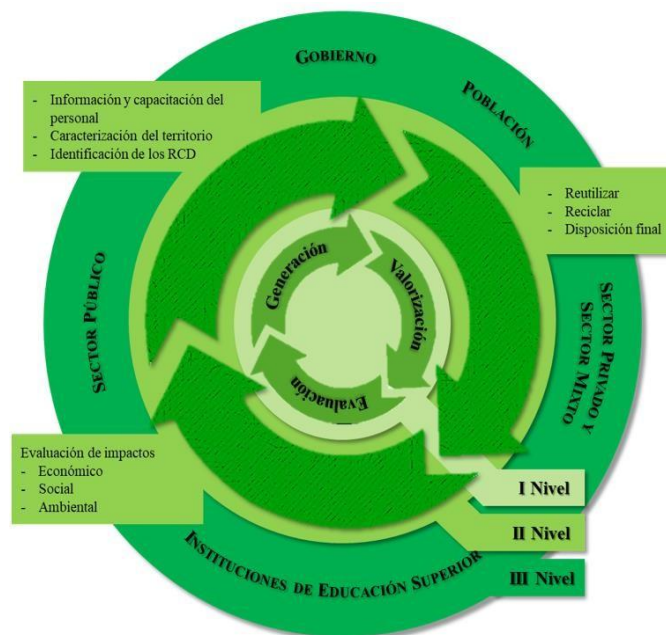 GOBIERNO
POBLACIÓN
- Información y capacitación del
personal
- Caracterización del territorio
- Identificación de los RCD
- Reutilizar
- Reciclar
- Disposición final
SECTOR PÚBLICO
Generación
Valorización
Evaluación
SECTOR PRIVADO Y
SECTOR MIXTO
Evaluación de impactos
- Económico
- Social
- Ambiental
I Nivel
II Nivel
III Nivel
INSTITUCIONES DE EDUCACIÓN SUPERIOR